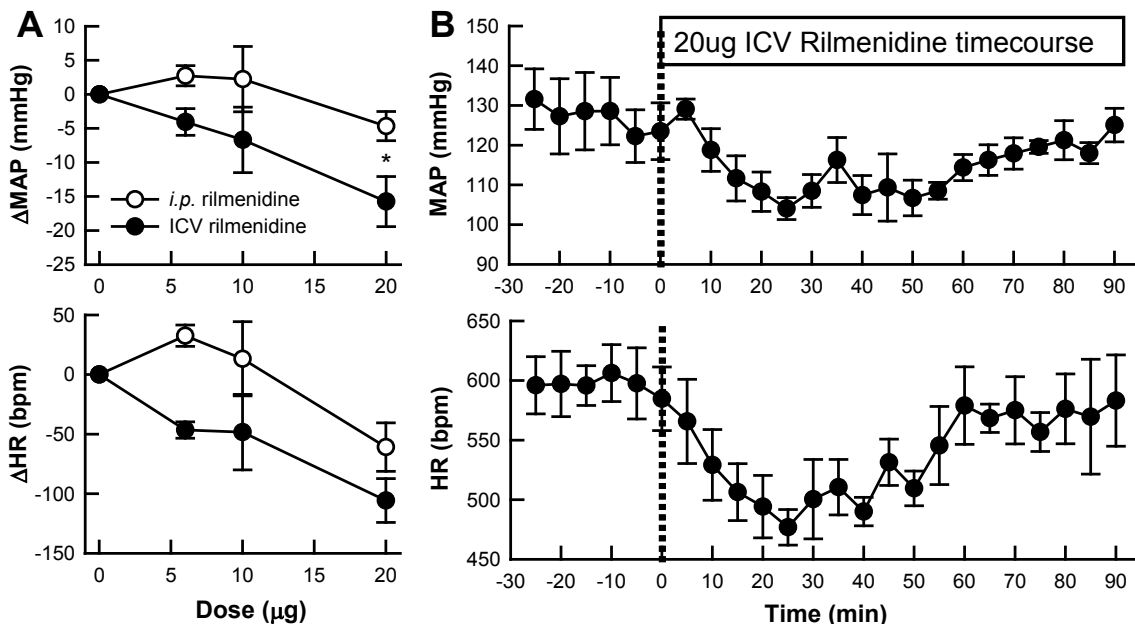 A
ΔMAP (mmHg)
10
5
0
-5
-10
-15
-20
-25
*
i.p. rilmenidine
ICV rilmenidine
0 5 10 15 20
ΔHR (bpm)
50
0
-50
-100
-150
0 5 10 15 20
Dose (μg)
B
20ug ICV Rilmenidine timecourse
MAP (mmHg)
140
130
120
110
100
90
-30 -20 -10 0 10 20 30 40 50 60 70 80 90
HR (bpm)
650
600
550
500
450
-30 -20 -10 0 10 20 30 40 50 60 70 80 90
Time (min)